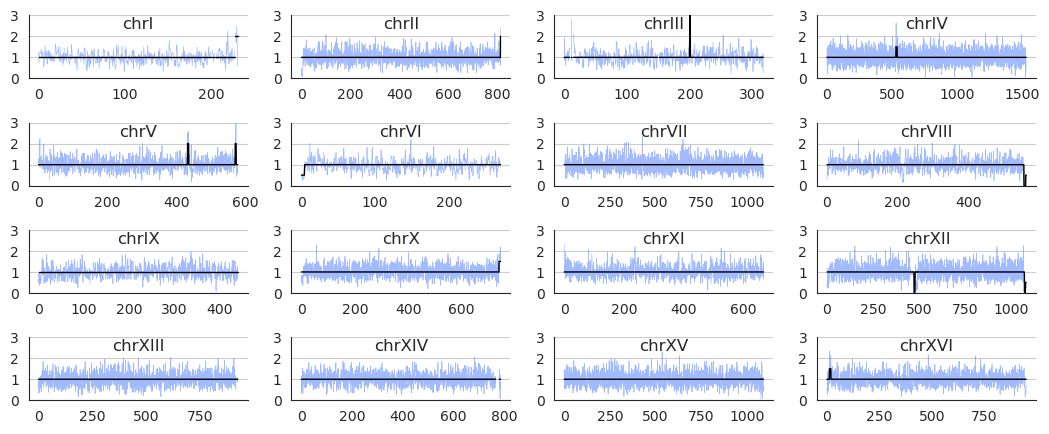 chrI chrII chrIII chrIV
3 3 3 3
2 2 2 2
1 1 1 1
0 0 0 0
0 100 200 0 200 400 600 800 0 100 200 300 0 500 1000 1500
chrV chrVI chrVII chrVIII
3 3 3 3
2 2 2 2
1 1 1 1
0 0 0 0
0 200 400 600 0 100 200 0 250 500 750 1000 0 200 400
chrIX chrX chrXI chrXII
3 3 3 3
2 2 2 2
1 1 1 1
0 0 0 0
0 100 200 300 400 0 200 400 600 0 200 400 600 0 250 500 750 1000
chrXIII chrXIV chrXV chrXVI
3 3 3 3
2 2 2 2
1 1 1 1
0 0 0 0
0 250 500 750 0 200 400 600 800 0 250 500 750 1000 0 250 500 750